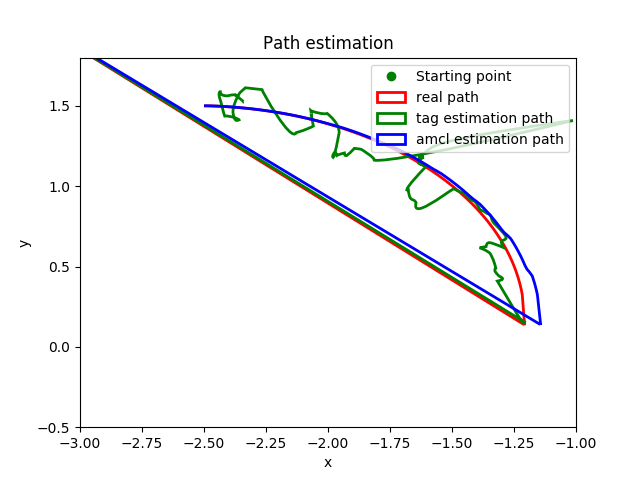 Path estimation
Starting point
real path
tag estimation path
amcl estimation path
y
1.5
1.0
0.5
0.0
−0.5
−3.00 −2.75 −2.50 −2.25 −2.00 −1.75 −1.50 −1.25 −1.00
x